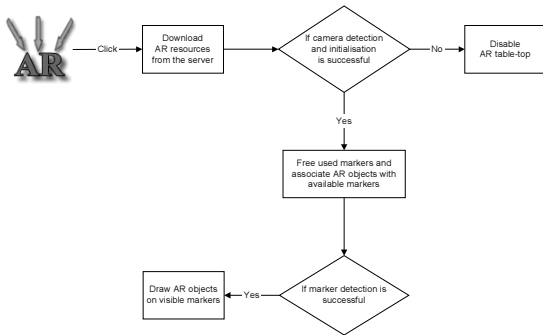 AR
Click
Download
AR resources
from the server
If camera detection
and initialisation
is successful
No
Disable
AR table-top
Yes
Free used markers and
associate AR objects with
available markers
If marker detection is
successful
Yes
Draw AR objects
on visible markers